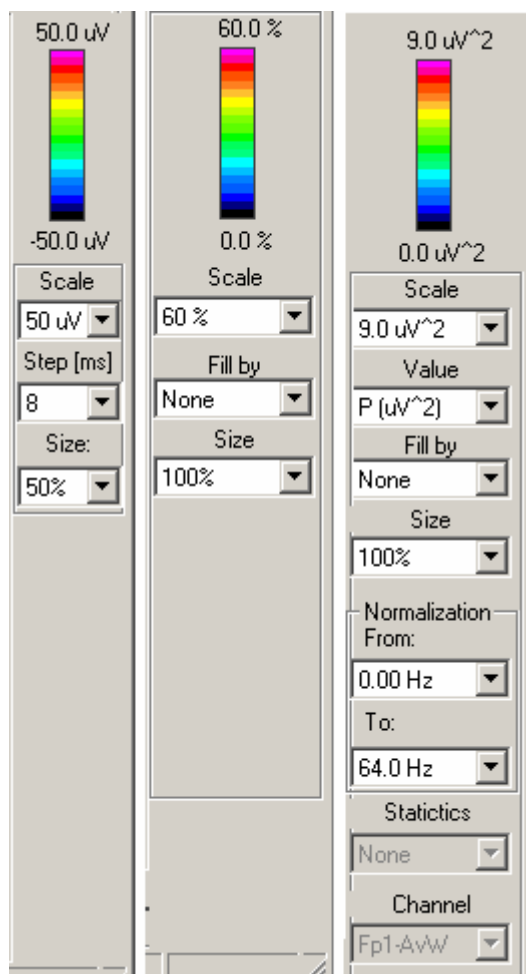 50.0 uV
-50.0 uV
Scale
50 uV
Step [ms]
8
Size:
50%
60.0 %
0.0 %
Scale
60 %
Fill by
None
Size
100%
9.0 uV^2
0.0 uV^2
Scale
9.0 uV^2
Value
P (uV^2)
Fill by
None
Size
100%
Normalization
From:
0.00 Hz
To:
64.0 Hz
Statictics
None
Channel
Fp1-AvW